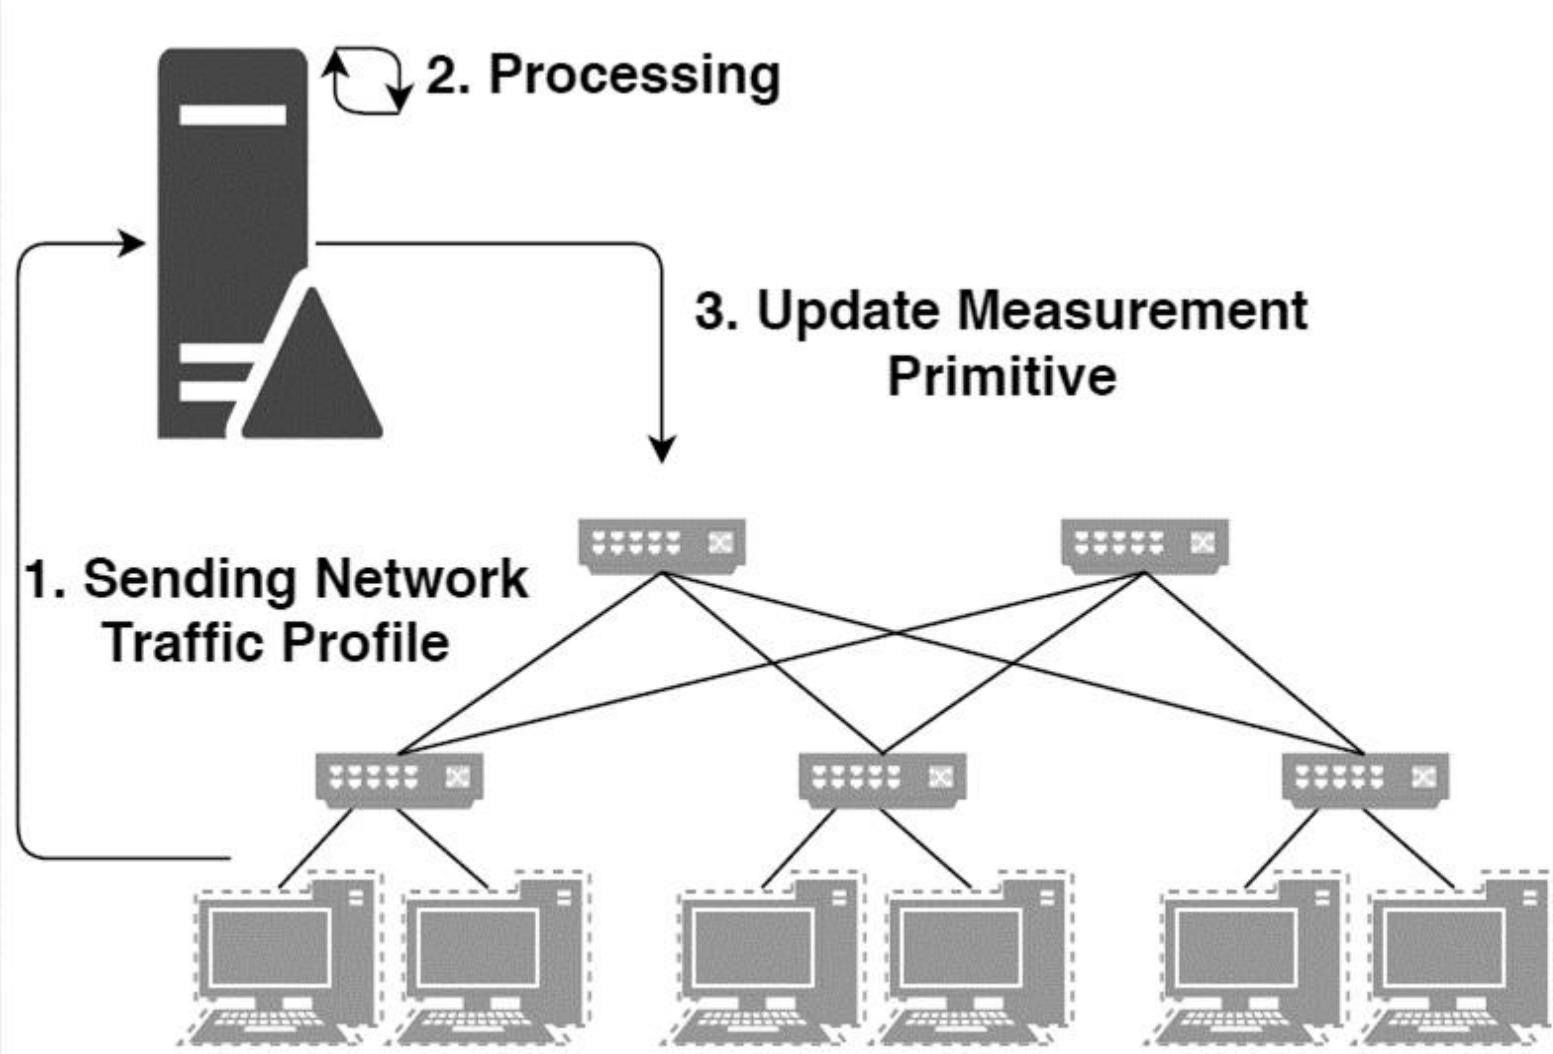 2. Processing
3. Update Measurement
Primitive
1. Sending Network
Traffic Profile